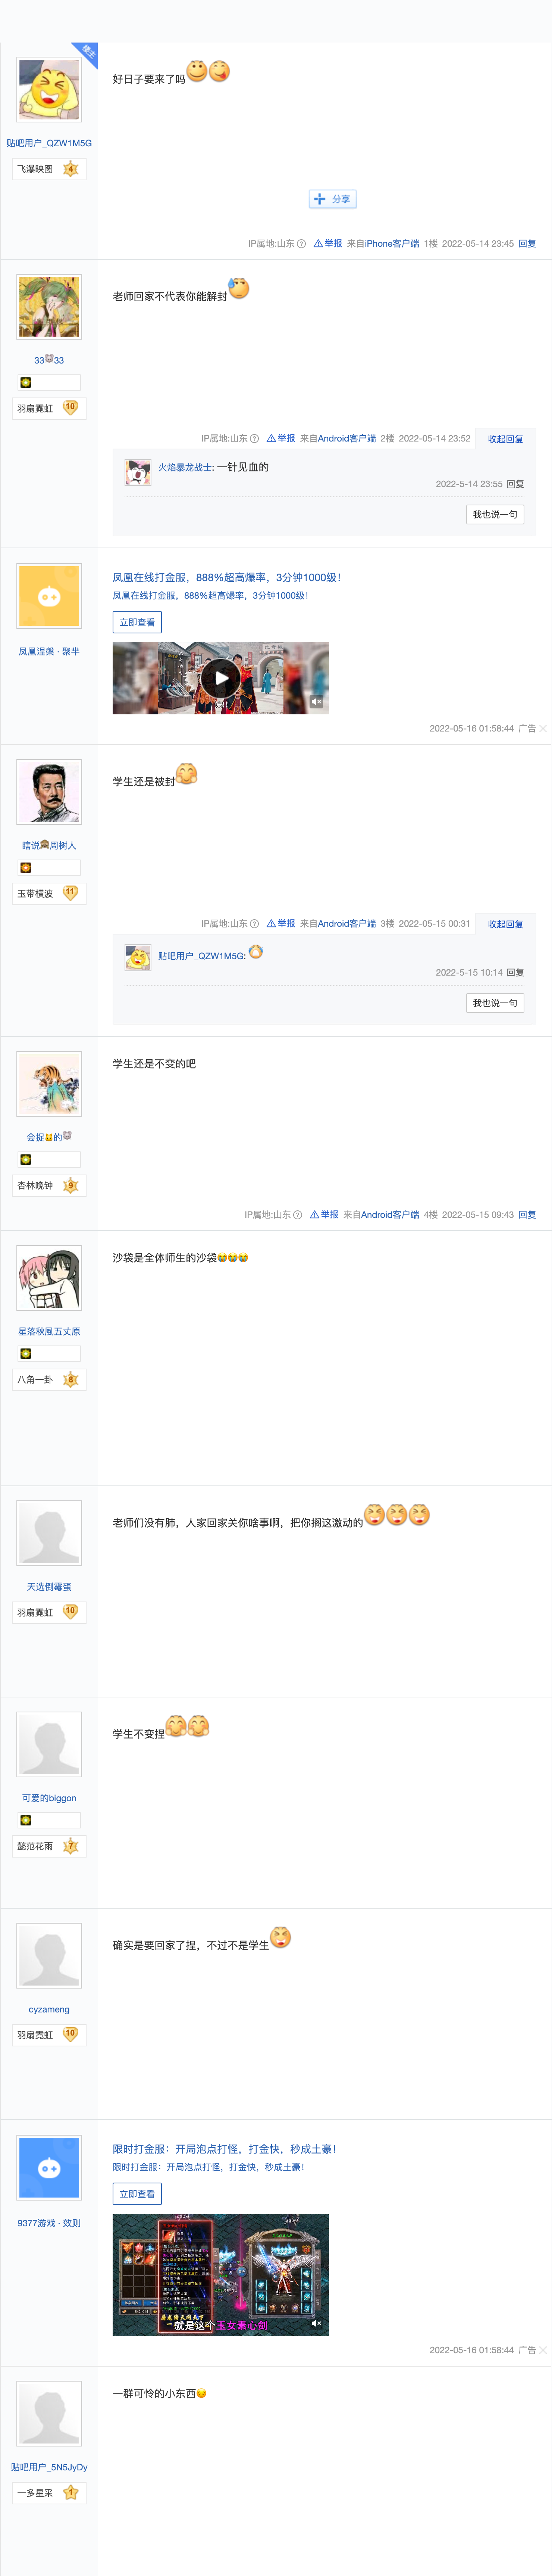 楼主
好日子要来了吗
贴吧用户_QZW1M5G
飞瀑映图 4
分享
IP属地:山东 举报 来自iPhone客户端 1楼 2022-05-14 23:45 回复
老师回家不代表你能解封
33🐭33
羽扇霓虹 10
IP属地:山东 举报 来自Android客户端 2楼 2022-05-14 23:52 收起回复
火焰暴龙战士: 一针见血的
2022-5-14 23:55 回复
我也说一句
凤凰在线打金服，888%超高爆率，3分钟1000级！
凤凰在线打金服，888%超高爆率，3分钟1000级！
立即查看
凤凰涅槃 · 聚芈
2022-05-16 01:58:44 广告
学生还是被封
瞎说🙈周树人
玉带横波 11
IP属地:山东 举报 来自Android客户端 3楼 2022-05-15 00:31 收起回复
贴吧用户_QZW1M5G:
2022-5-15 10:14 回复
我也说一句
学生还是不变的吧
会捉🐸的🐭
杏林晚钟 9
IP属地:山东 举报 来自Android客户端 4楼 2022-05-15 09:43 回复
沙袋是全体师生的沙袋😭😭😭
星落秋風五丈原
八角一卦 8
老师们没有肺，人家回家关你啥事啊，把你搁这激动的
天选倒霉蛋
羽扇霓虹 10
学生不变捏
可爱的biggon
懿范花雨 7
确实是要回家了捏，不过不是学生
cyzameng
羽扇霓虹 10
限时打金服：开局泡点打怪，打金快，秒成土豪！
限时打金服：开局泡点打怪，打金快，秒成土豪！
立即查看
9377游戏 · 效则
一就是这个玉女素心剑
2022-05-16 01:58:44 广告
一群可怜的小东西😔
贴吧用户_5N5JyDy
一多星采 1